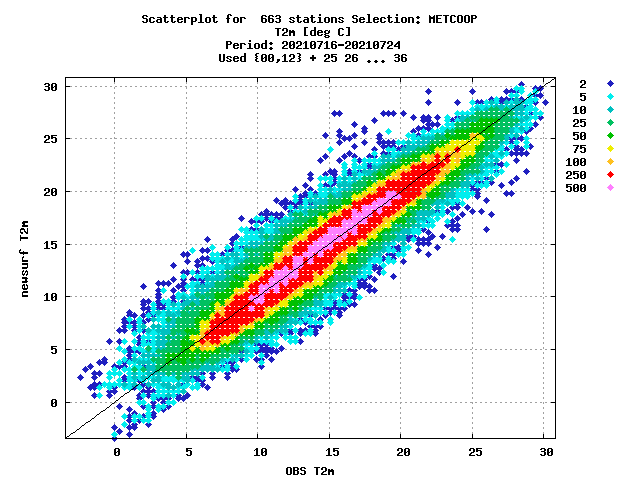 Scatterplot for  663 stations Selection: METCOOP
T2m [deg C]
Period: 20210716-20210724
Used {00,12} + 25 26 ... 36
30
25
20
15
10
5
0
newsurf T2m
0 5 10 15 20 25 30
OBS T2m
2
5
10
25
50
75
100
250
500